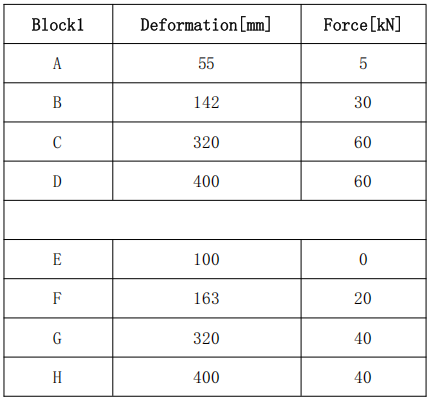 Block1 Deformation[mm] Force[kN]
A 55 5
B 142 30
C 320 60
D 400 60
E 100 0
F 163 20
G 320 40
H 400 40